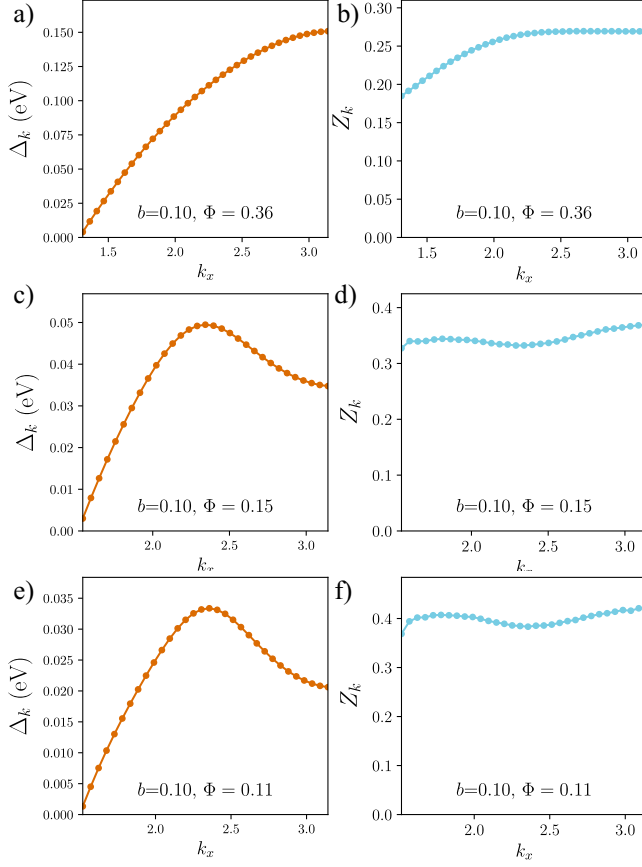 a)
0.150
0.125
0.100
0.075
0.050
0.025
0.000
Δk (eV)
b=0.10, Φ = 0.36
1.5 2.0 2.5 3.0
kx
b)
0.30
0.25
0.20
0.15
0.10
0.05
0.00
Zk
b=0.10, Φ = 0.36
1.5 2.0 2.5 3.0
kx
c)
0.05
0.04
0.03
0.02
0.01
0.00
Δk (eV)
b=0.10, Φ = 0.15
2.0 2.5 3.0
kx
d)
0.4
0.3
0.2
0.1
0.0
Zk
b=0.10, Φ = 0.15
2.0 2.5 3.0
e)
0.035
0.030
0.025
0.020
0.015
0.010
0.005
0.000
Δk (eV)
b=0.10, Φ = 0.11
2.0 2.5 3.0
kx
f)
0.4
0.2
0.1
0.0
Zk
b=0.10, Φ = 0.11
2.0 2.5 3.0
kx